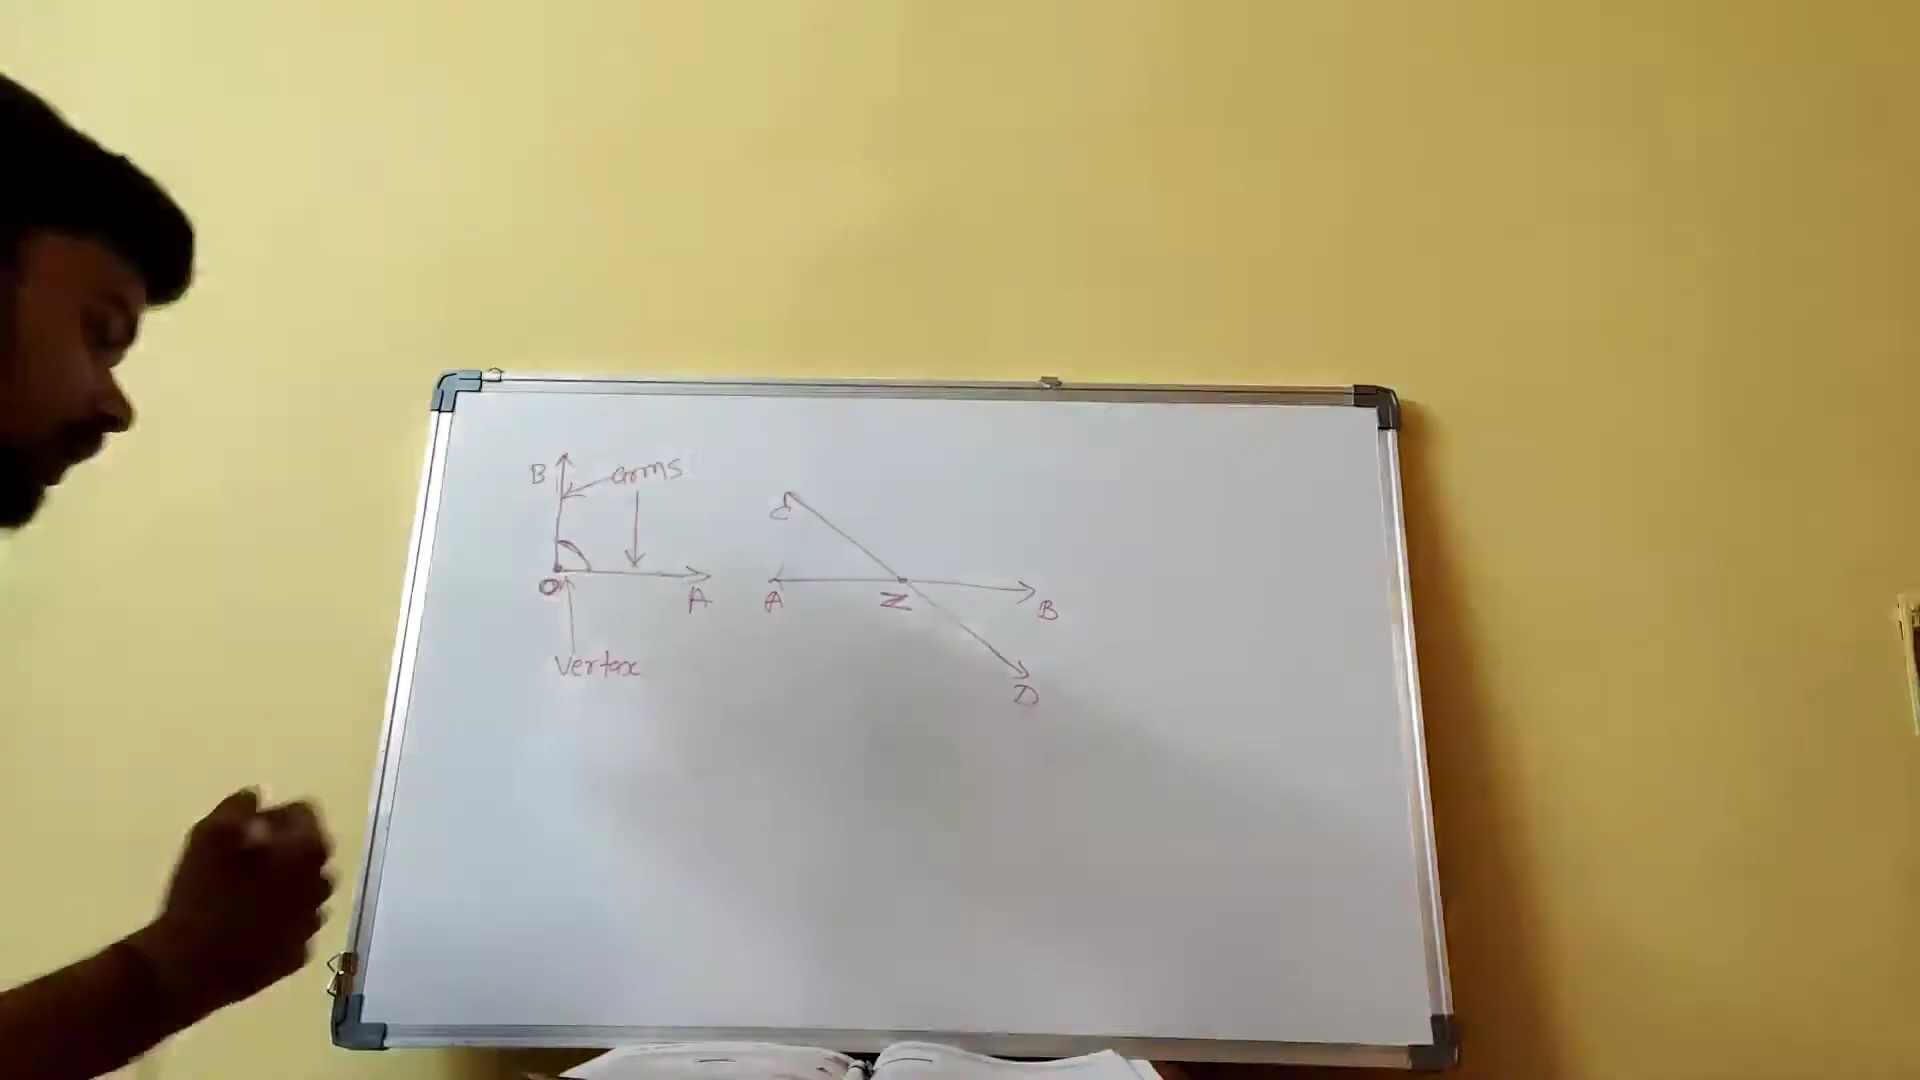 B arms
O A
Vertex
E
A Z B
D